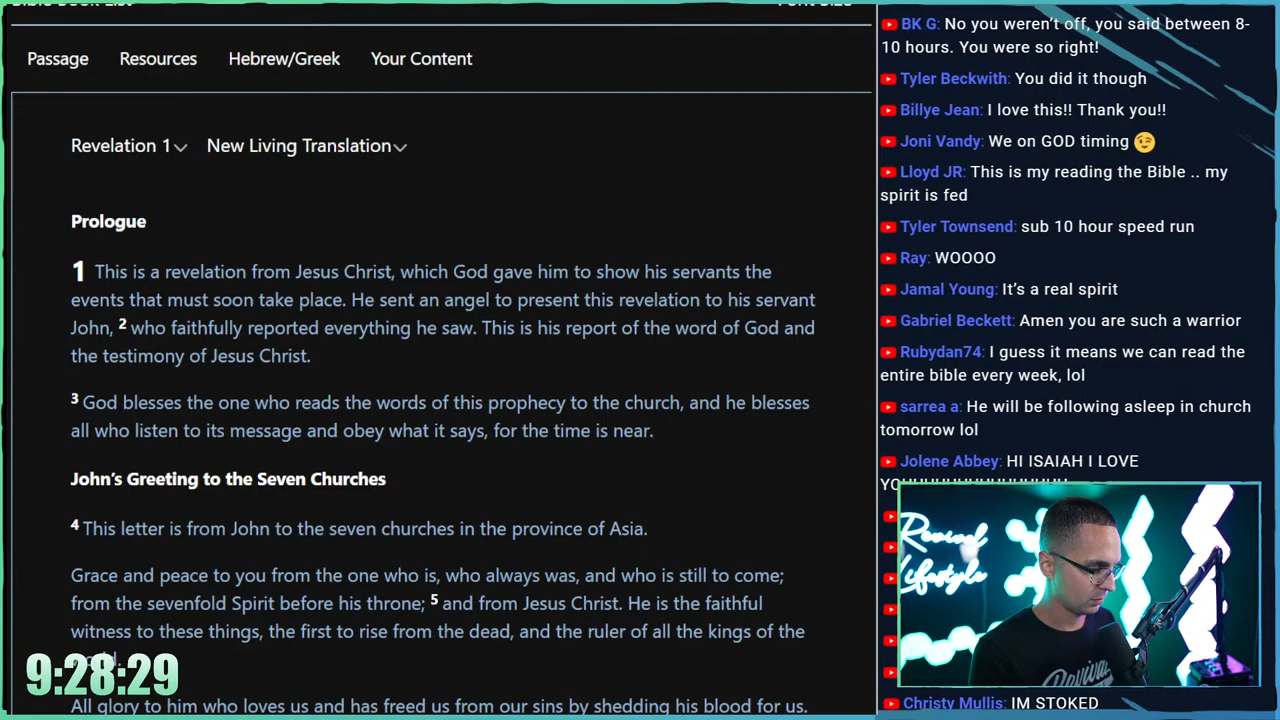 Passage Resources Hebrew/Greek Your Content
Revelation 1 New Living Translation
Prologue
1 This is a revelation from Jesus Christ, which God gave him to show his servants the
events that must soon take place. He sent an angel to present this revelation to his servant
John, 2 who faithfully reported everything he saw. This is his report of the word of God and
the testimony of Jesus Christ.
3 God blesses the one who reads the words of this prophecy to the church, and he blesses
all who listen to its message and obey what it says, for the time is near.
John's Greeting to the Seven Churches
4 This letter is from John to the seven churches in the province of Asia.
Grace and peace to you from the one who is, who always was, and who is still to come;
from the sevenfold Spirit before his throne; 5 and from Jesus Christ. He is the faithful
witness to these things, the first to rise from the dead, and the ruler of all the kings of the
9:28:29
All glory to him who loves us and has freed us from our sins by shedding his blood for us.
BK G: No you weren't off, you said between 8-
10 hours. You were so right!
Tyler Beckwith: You did it though
Billye Jean: I love this!! Thank you!!
Joni Vandy: We on GOD timing 😉
Lloyd JR: This is my reading the Bible .. my
spirit is fed
Tyler Townsend: sub 10 hour speed run
Ray: WOOOO
Jamal Young: It's a real spirit
Gabriel Beckett: Amen you are such a warrior
Rubydan74: I guess it means we can read the
entire bible every week, lol
sarrea a: He will be following asleep in church
tomorrow lol
Jolene Abbey: HI ISAIAH I LOVE
Revival
Lifestyle
Revival
Christy Mullis: IM STOKED